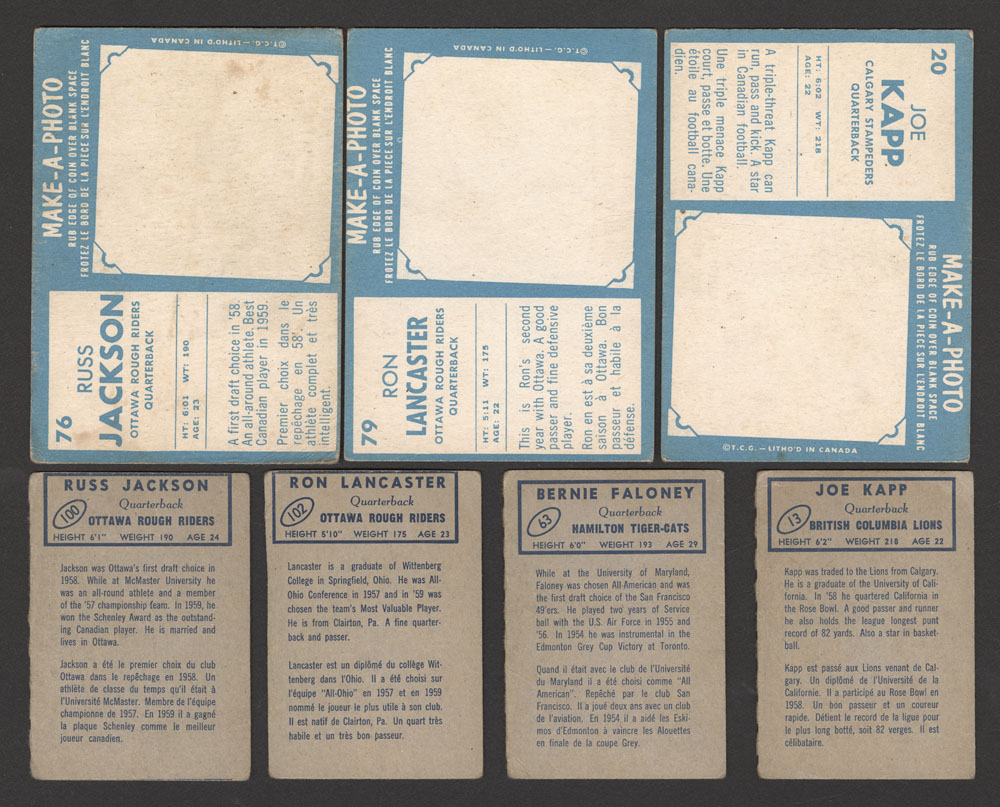 © T.C.G. — LITHO'D IN CANADA
MAKE-A-PHOTO
RUB EDGE OF COIN OVER BLANK SPACE
FROTEZ LE BORD DE LA PIECE SUR L'ENDROIT BLANC
76
RUSS
JACKSON
OTTAWA ROUGH RIDERS
QUARTERBACK
HT: 6:01 WT: 190
AGE: 23
A first draft choice in '58.
An all-around athlete. Best
Canadian player in 1959.
Premier choix dans le
repêchage en 58'. Un
athlète complet et très
intelligent.
© T.C.G. — LITHO'D IN CANADA
MAKE-A-PHOTO
RUB EDGE OF COIN OVER BLANK SPACE
FROTEZ LE BORD DE LA PIECE SUR L'ENDROIT BLANC
79
RON
LANCASTER
OTTAWA ROUGH RIDERS
QUARTERBACK
HT: 5:11 WT: 175
AGE: 22
This is Ron's second
year with Ottawa. A good
passer and fine defensive
player.
Ron en est à sa deuxième
saison à Ottawa. Bon
passeur et habile à la
défense.
20
JOE
KAPP
CALGARY STAMPEDERS
QUARTERBACK
HT: 6:02 WT: 218
AGE: 22
A triple-threat Kapp can
run, pass and kick. A star
in Canadian football.
Une triple menace Kapp
court, passe et botte. Une
étoile au football cana-
dien.
MAKE-A-PHOTO
RUB EDGE OF COIN OVER BLANK SPACE
FROTEZ LE BORD DE LA PIECE SUR L'ENDROIT BLANC
© T.C.G. — LITHO'D IN CANADA
RUSS JACKSON
Quarterback
100
OTTAWA ROUGH RIDERS
HEIGHT 6'1" WEIGHT 190 AGE 24
Jackson was Ottawa's first draft choice in
1958. While at McMaster University he
was an all-round athlete and a member
of the '57 championship team. In 1959, he
won the Schenley Award as the outstand-
ing Canadian player. He is married and
lives in Ottawa.
Jackson a été le premier choix du club
Ottawa dans le repêchage en 1958. Un
athlète de classe du temps qu'il était à
l'Université McMaster. Membre de l'équipe
championne de 1957. En 1959 il a gagné
la plaque Schenley comme le meilleur
joueur canadien.
RON LANCASTER
Quarterback
102
OTTAWA ROUGH RIDERS
HEIGHT 5'10" WEIGHT 175 AGE 23
Lancaster is a graduate of Wittenberg
College in Springfield, Ohio. He was All-
Ohio Conference in 1957 and in '59 was
chosen the team's Most Valuable Player.
He is from Clairton, Pa. A fine quarter-
back and passer.
Lancaster est un diplômé du collège Wit-
tenberg dans l'Ohio. Il a été choisi sur
l'équipe "All-Ohio" en 1957 et en 1959
nommé le joueur le plus utile à son club.
Il est natif de Clairton, Pa. Un quart très
habile et un très bon passeur.
BERNIE FALONEY
Quarterback
63
HAMILTON TIGER-CATS
HEIGHT 6'0" WEIGHT 193 AGE 29
While at the University of Maryland,
Faloney was chosen All-American and was
the first draft choice of the San Francisco
49'ers. He played two years of Service
ball with the U.S. Air Force in 1955 and
'56. In 1954 he was instrumental in the
Edmonton Grey Cup Victory at Toronto.
Quand il était avec le club de l'Université
du Maryland il a été choisi comme "All
American". Repêché par le club San
Francisco. Il a joué deux ans avec un club
de l'aviation. En 1954 il a aidé les Eski-
mos d'Edmonton à vaincre les Alouettes
en finale de la coupe Grey.
JOE KAPP
Quarterback
13
BRITISH COLUMBIA LIONS
HEIGHT 6'2" WEIGHT 218 AGE 22
Kapp was traded to the Lions from Calgary.
He is a graduate of the University of Cali-
fornia. In '58 he quartered California in
the Rose Bowl. A good passer and runner
he also holds the league longest punt
record of 82 yards. Also a star in basket-
ball.
Kapp est passé aux Lions venant de Cal-
gary. Un diplômé de l'Université de la
Californie. Il a participé au Rose Bowl en
1958. Un bon passeur et un coureur
rapide. Détient le record de la ligue pour
le plus long botté, soit 82 verges. Il est
célibataire.